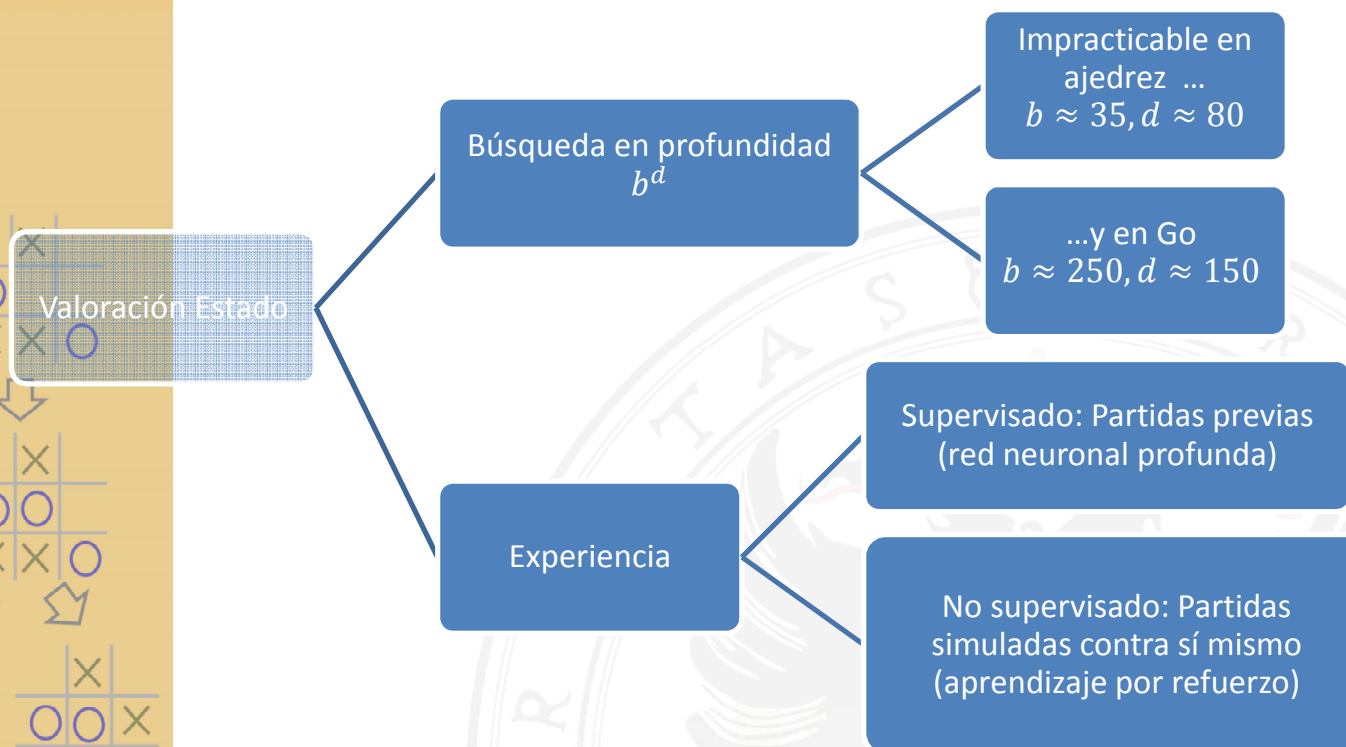 Valoración Estado
Búsqueda en profundidad
b^d
Impracticable en
ajedrez ...
b ≈ 35, d ≈ 80
...y en Go
b ≈ 250, d ≈ 150
Experiencia
Supervisado: Partidas previas
(red neuronal profunda)
No supervisado: Partidas
simuladas contra sí mismo
(aprendizaje por refuerzo)